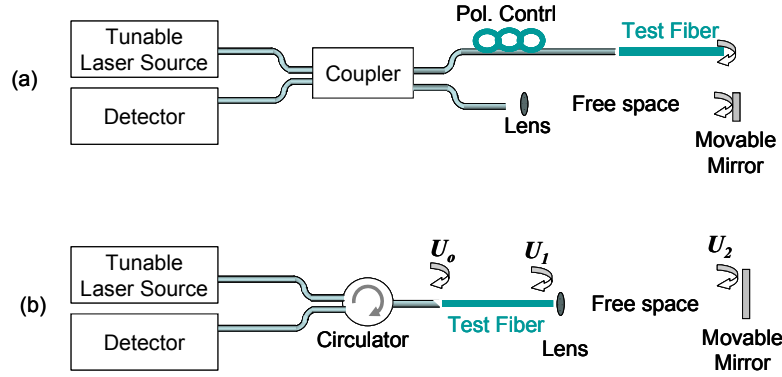 Pol. Contrl
Tunable
Laser Source
Test Fiber
(a)
Coupler
Detector
Lens
Free space
Movable
Mirror
Uo
U1
U2
Tunable
Laser Source
(b)
Free space
Test Fiber
Circulator
Detector
Lens
Movable
Mirror